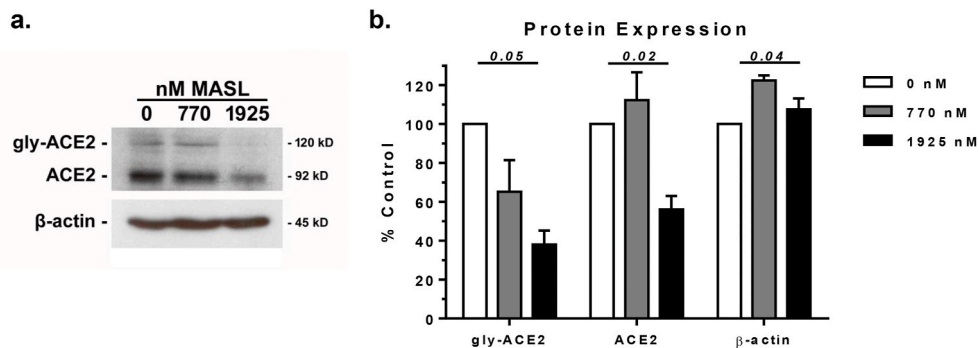 a.
nM MASL
0 770 1925
gly-ACE2 - - 120 kD
ACE2 - - 92 kD
β-actin - - 45 kD
b.
Protein Expression
0.05 0.02 0.04
120
100
80
60
40
20
0
% Control
gly-ACE2 ACE2 β-actin
0 nM
770 nM
1925 nM